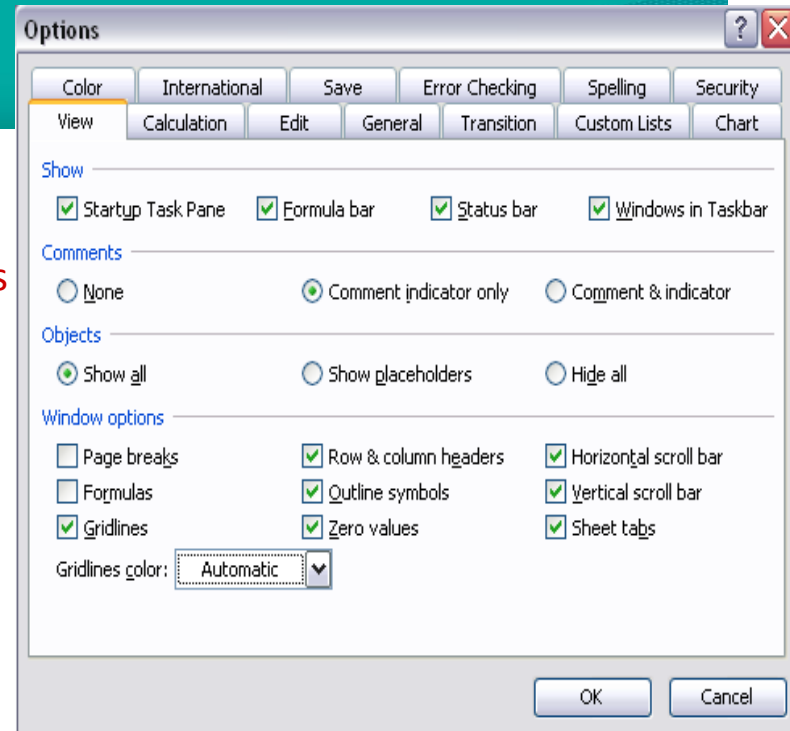 Options
Color International Save Error Checking Spelling Security
View Calculation Edit General Transition Custom Lists Chart
Show
Startup Task Pane Formula bar Status bar Windows in Taskbar
Comments
s
None Comment indicator only Comment & indicator
Objects
Show all Show placeholders Hide all
Window options
Page breaks Row & column headers Horizontal scroll bar
Formulas Outline symbols Vertical scroll bar
Gridlines Zero values Sheet tabs
Gridlines color: Automatic
OK Cancel